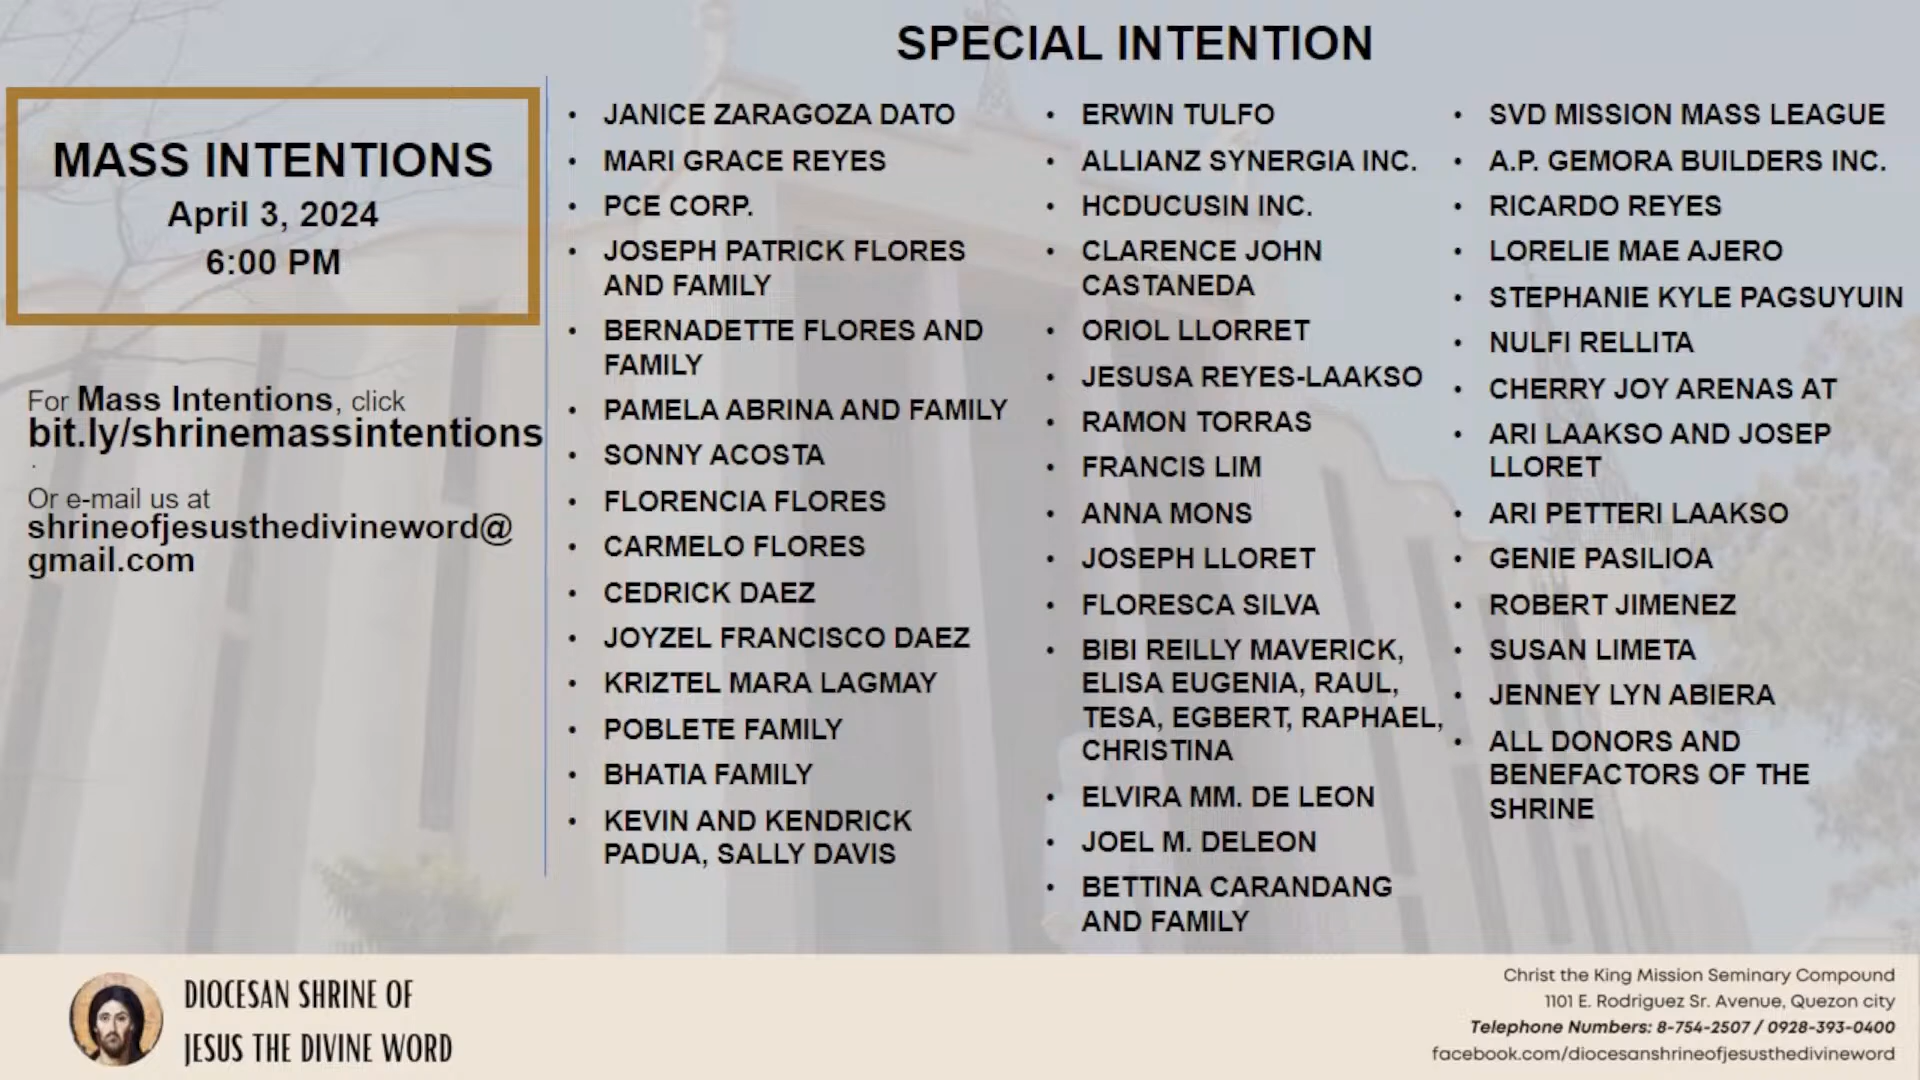 SPECIAL INTENTION
MASS INTENTIONS
April 3, 2024
6:00 PM
For Mass Intentions, click
bit.ly/shrinemassintentions
.
Or e-mail us at
shrineofjesusthedivineword@
gmail.com
• JANICE ZARAGOZA DATO
• MARI GRACE REYES
• PCE CORP.
• JOSEPH PATRICK FLORES
AND FAMILY
• BERNADETTE FLORES AND
FAMILY
• PAMELA ABRINA AND FAMILY
• SONNY ACOSTA
• FLORENCIA FLORES
• CARMELO FLORES
• CEDRICK DAEZ
• JOYZEL FRANCISCO DAEZ
• KRIZTEL MARA LAGMAY
• POBLETE FAMILY
• BHATIA FAMILY
• KEVIN AND KENDRICK
PADUA, SALLY DAVIS
• ERWIN TULFO
• ALLIANZ SYNERGIA INC.
• HCDUCUSIN INC.
• CLARENCE JOHN
CASTANEDA
• ORIOL LLORRET
• JESUSA REYES-LAAKSO
• RAMON TORRAS
• FRANCIS LIM
• ANNA MONS
• JOSEPH LLORET
• FLORESCA SILVA
• BIBI REILLY MAVERICK,
ELISA EUGENIA, RAUL,
TESA, EGBERT, RAPHAEL,
CHRISTINA
• ELVIRA MM. DE LEON
• JOEL M. DELEON
• BETTINA CARANDANG
AND FAMILY
• SVD MISSION MASS LEAGUE
• A.P. GEMORA BUILDERS INC.
• RICARDO REYES
• LORELIE MAE AJERO
• STEPHANIE KYLE PAGSUYUIN
• NULFI RELLITA
• CHERRY JOY ARENAS AT
• ARI LAAKSO AND JOSEP
LLORET
• ARI PETTERI LAAKSO
• GENIE PASILIOA
• ROBERT JIMENEZ
• SUSAN LIMETA
• JENNEY LYN ABIERA
• ALL DONORS AND
BENEFACTORS OF THE
SHRINE
DIOCESAN SHRINE OF
JESUS THE DIVINE WORD
Christ the King Mission Seminary Compound
1101 E. Rodriguez Sr. Avenue, Quezon city
Telephone Numbers: 8-754-2507 / 0928-393-0400
facebook.com/diocesanshrineofjesusthedivineword